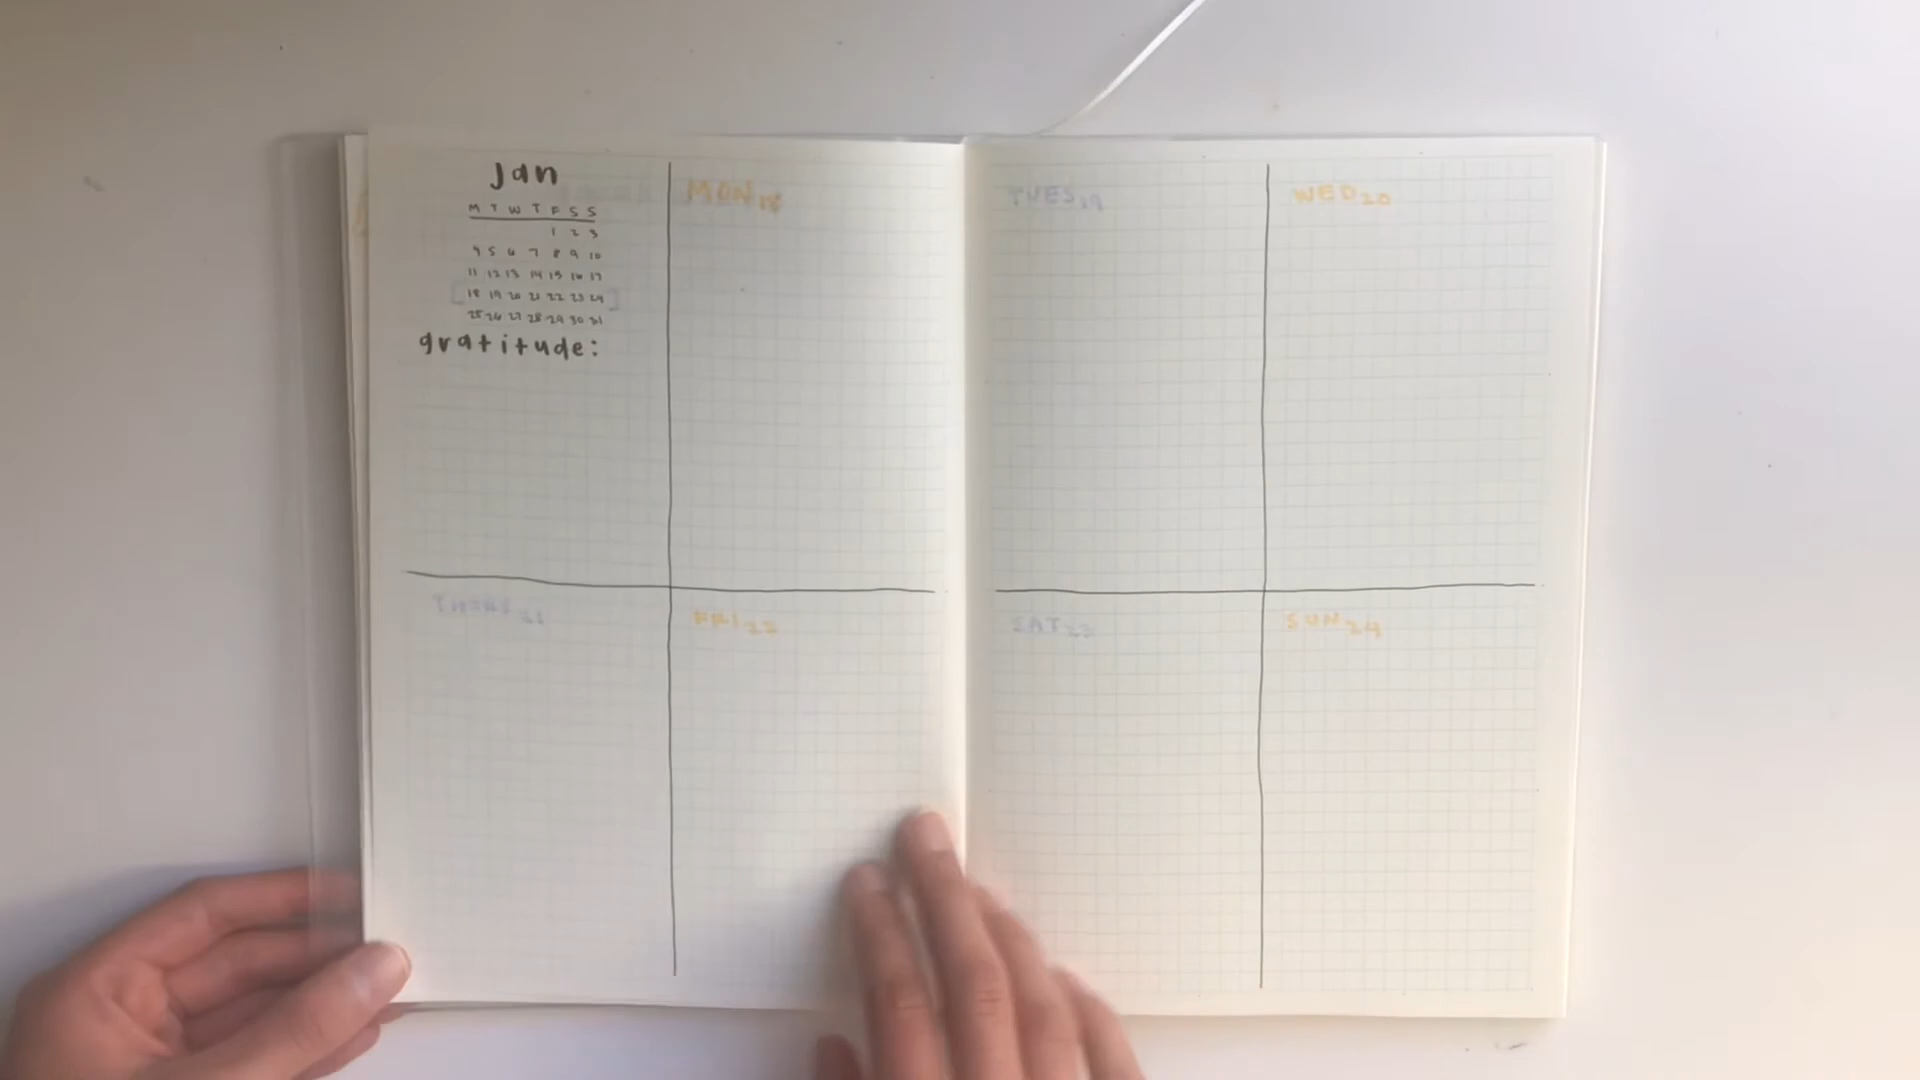 Jan
M T W T F S S
1 2 3
4 5 6 7 8 9 10
11 12 13 14 15 16 17
[18 19 20 21 22 23 24]
25 26 27 28 29 30 31
gratitude:
MON 18
TUES 19
WED 20
THURS 21
FRI 22
SAT 23
SUN 24